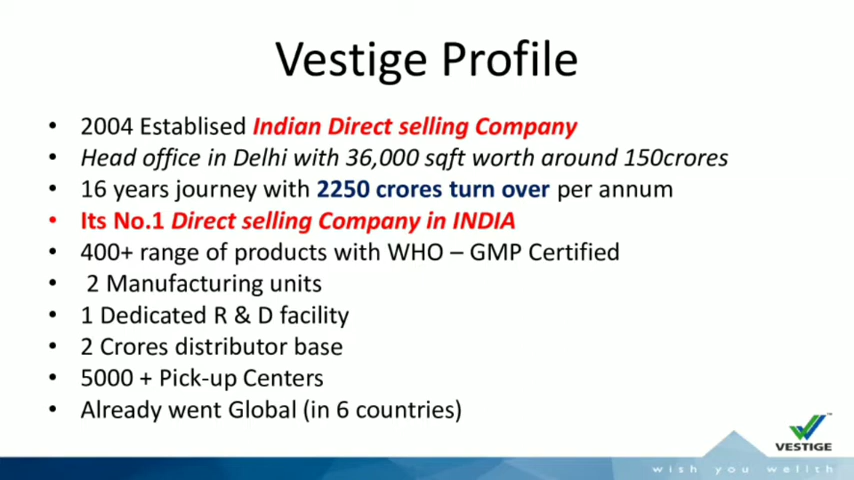 Vestige Profile
• 2004 Establised Indian Direct selling Company
• Head office in Delhi with 36,000 sqft worth around 150crores
• 16 years journey with 2250 crores turn over per annum
• Its No.1 Direct selling Company in INDIA
• 400+ range of products with WHO – GMP Certified
• 2 Manufacturing units
• 1 Dedicated R & D facility
• 2 Crores distributor base
• 5000 + Pick-up Centers
• Already went Global (in 6 countries)
VESTIGE
wish you wellth